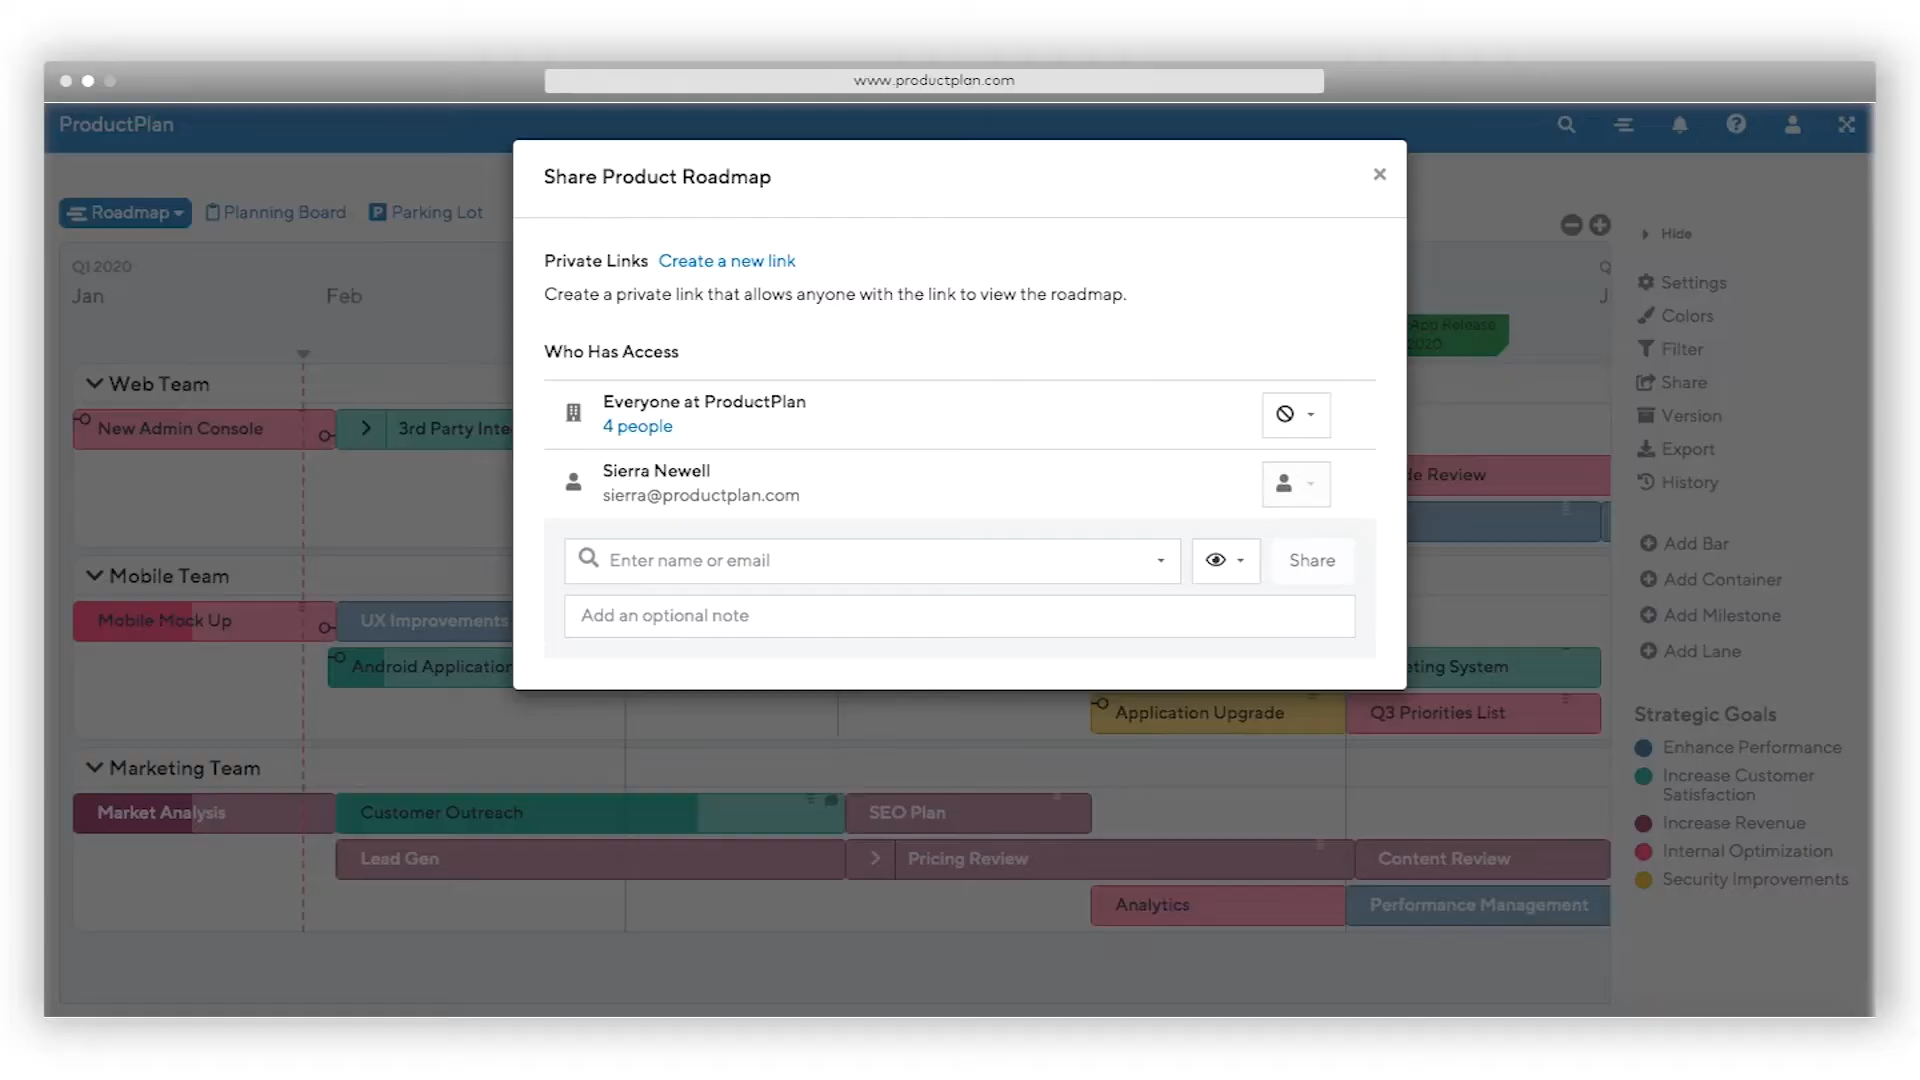 www.productplan.com
ProductPlan
Share Product Roadmap
Roadmap
Planning Board
Parking Lot
Private Links Create a new link
Create a private link that allows anyone with the link to view the roadmap.
Who Has Access
Everyone at ProductPlan
4 people
Sierra Newell
sierra@productplan.com
Enter name or email
Share
Add an optional note
Q1 2020
Jan
Feb
App Release
2020
Web Team
New Admin Console
3rd Party
Review
Mobile Team
Mobile Mock Up
UX Improvements
Android Application
System
Application Upgrade
Q3 Priorities List
Marketing Team
Market Analysis
Customer Outreach
SEO Plan
Lead Gen
Pricing Review
Content Review
Analytics
Performance Management
Hide
Settings
Colors
Filter
Share
Version
Export
History
Add Bar
Add Container
Add Milestone
Add Lane
Strategic Goals
Enhance Performance
Increase Customer
Satisfaction
Increase Revenue
Internal Optimization
Security Improvements